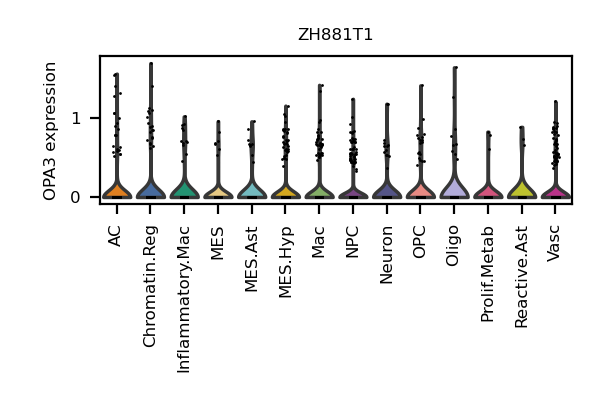 ZH881T1
OPA3 expression
1
0
AC
Chromatin.Reg
Inflammatory.Mac
MES
MES.Ast
MES.Hyp
Mac
NPC
Neuron
OPC
Oligo
Prolif.Metab
Reactive.Ast
Vasc